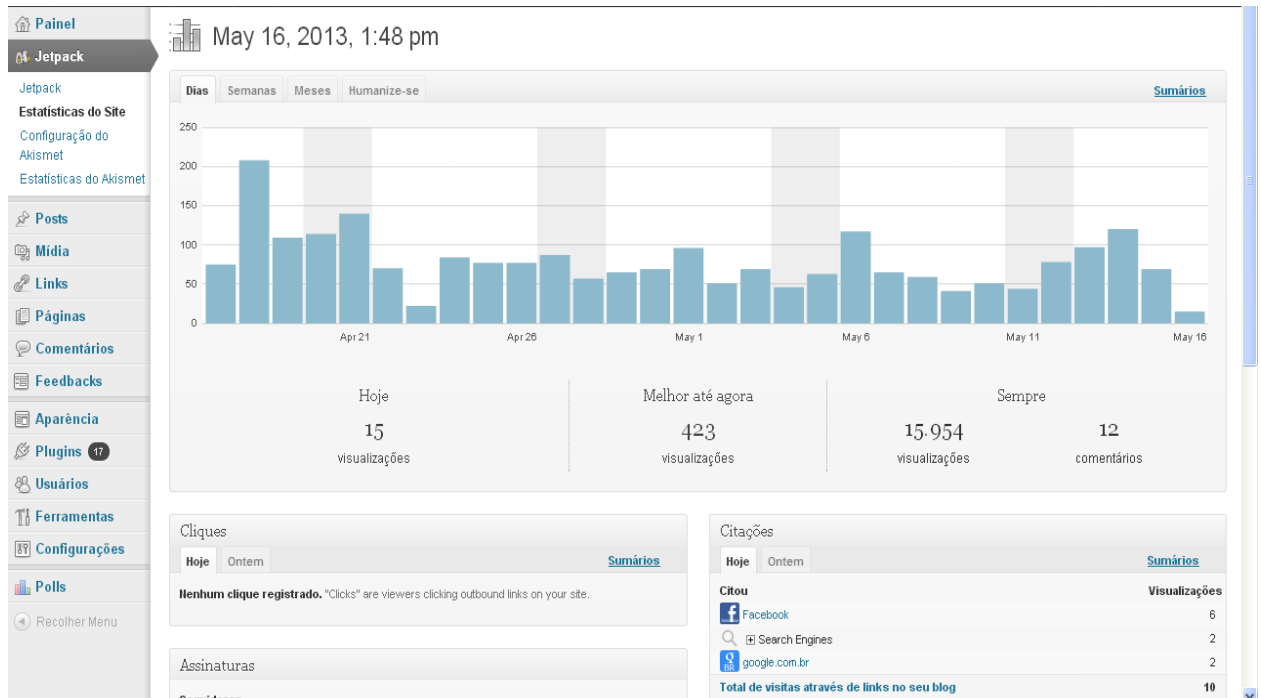 Painel
Jetpack
Jetpack
Estatísticas do Site
Configuração do
Akismet
Estatísticas do Akismet
Posts
Mídia
Links
Páginas
Comentários
Feedbacks
Aparência
Plugins 17
Usuários
Ferramentas
Configurações
Polls
Recolher Menu
May 16, 2013, 1:48 pm
Dias Semanas Meses Humanize-se Sumários
250
200
150
100
50
0
Apr 21 Apr 26 May 1 May 6 May 11 May 16
Hoje Melhor até agora Sempre
15 423 15.954 12
visualizações visualizações visualizações comentários
Cliques
Hoje Ontem Sumários
Nenhum clique registrado. "Clicks" are viewers clicking outbound links on your site.
Assinaturas
Citações
Hoje Ontem Sumários
Citou Visualizações
Facebook 6
Search Engines 2
google.com.br 2
Total de visitas através de links no seu blog 10